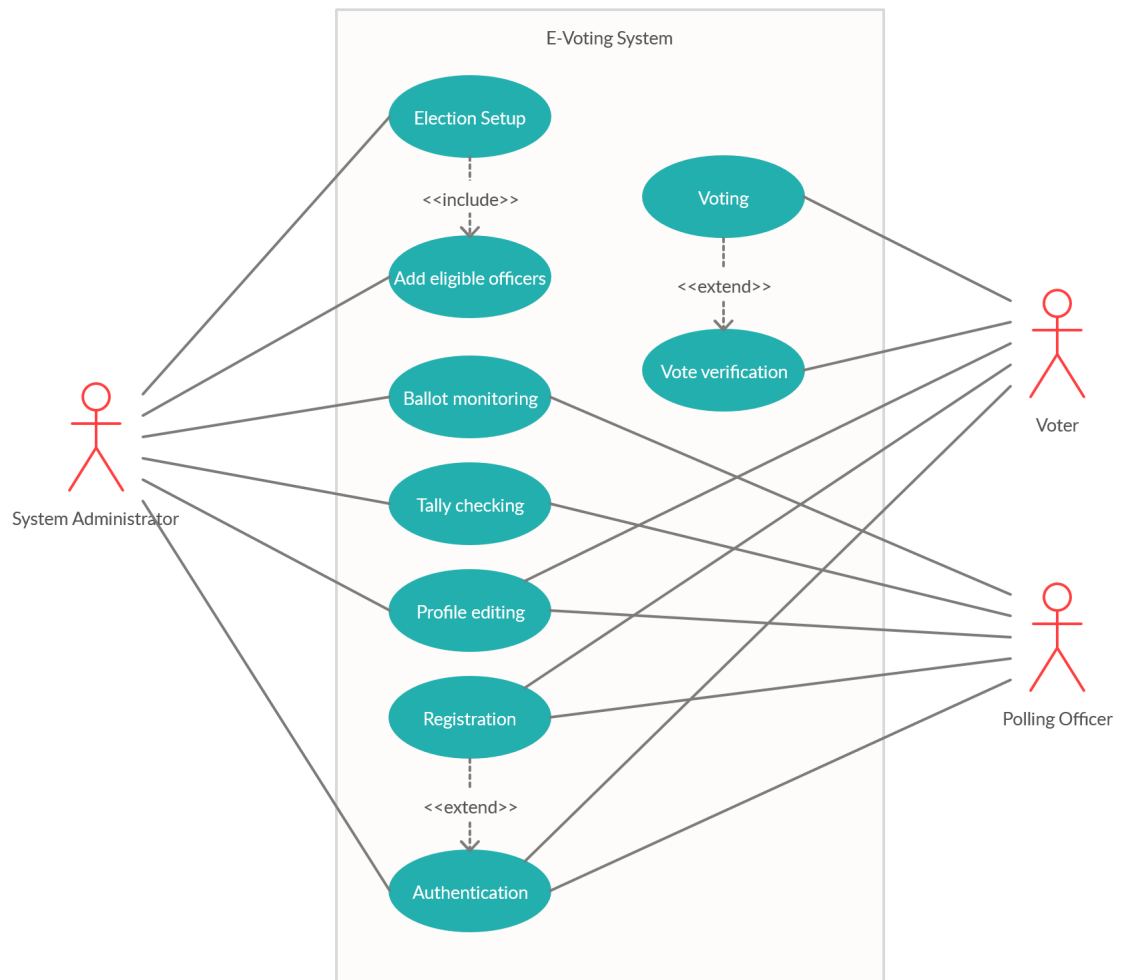 E-Voting System
Election Setup
<<include>>
Voting
Add eligible officers
<<extend>>
Vote verification
Ballot monitoring
Voter
Tally checking
System Administrator
Profile editing
Registration
Polling Officer
<<extend>>
Authentication